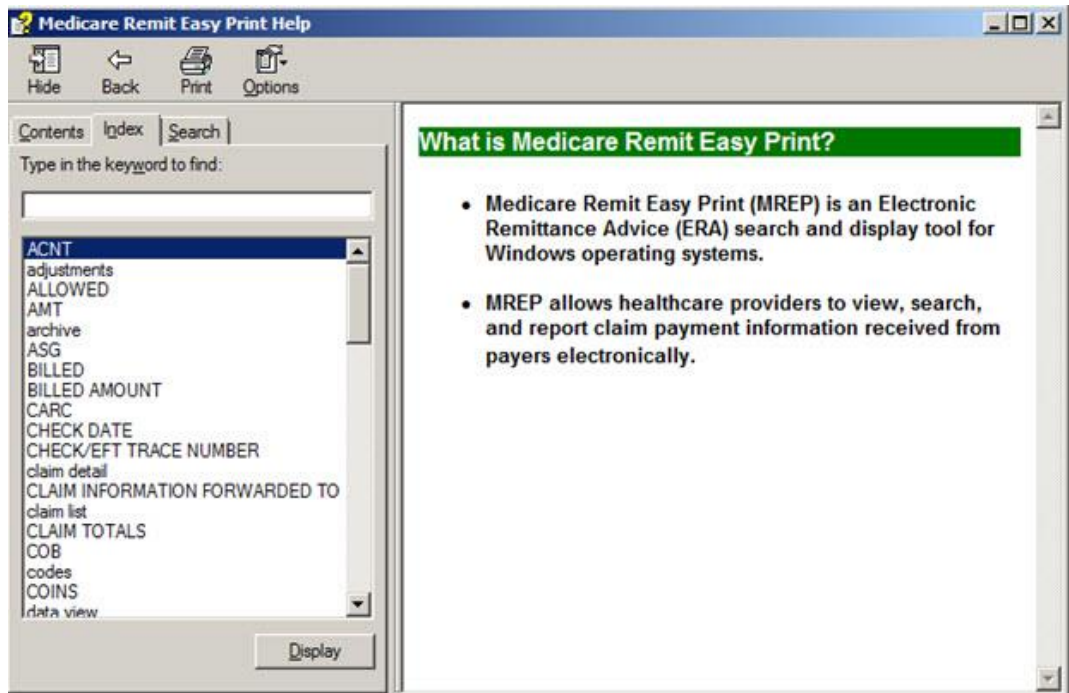 Medicare Remit Easy Print Help
Hide Back Print Options
Contents Index Search
Type in the keyword to find:
ACNT
adjustments
ALLOWED
AMT
archive
ASG
BILLED
BILLED AMOUNT
CARC
CHECK DATE
CHECK/EFT TRACE NUMBER
claim detail
CLAIM INFORMATION FORWARDED TO
claim list
CLAIM TOTALS
COB
codes
COINS
data view
Display
What is Medicare Remit Easy Print?
• Medicare Remit Easy Print (MREP) is an Electronic
Remittance Advice (ERA) search and display tool for
Windows operating systems.
• MREP allows healthcare providers to view, search,
and report claim payment information received from
payers electronically.